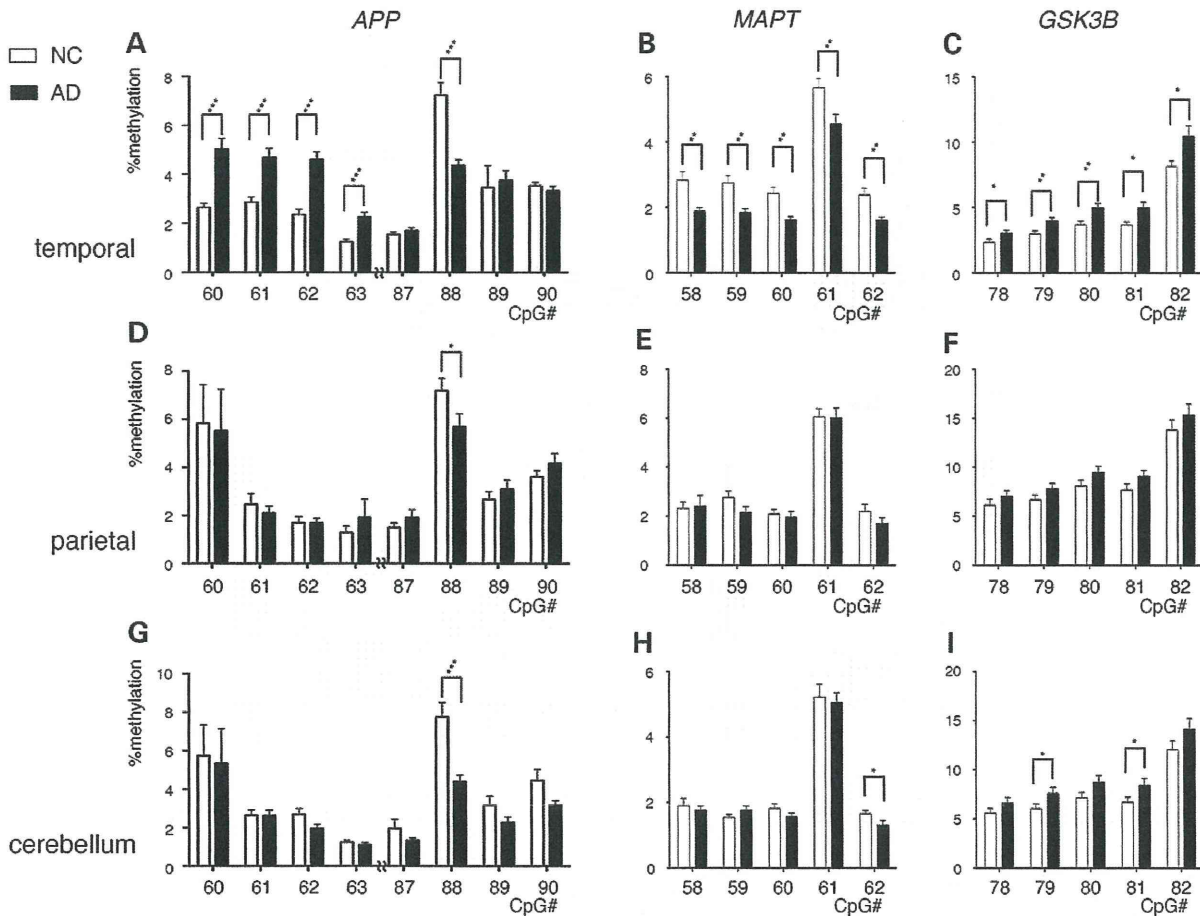 APP MAPT GSK3B
NC
AD
A B C
%methylation
8 6 4 2 0
6 4 2 0
15 10 5 0
temporal
60 61 62 63 87 88 89 90
58 59 60 61 62
78 79 80 81 82
CpG# CpG# CpG#
*** *** *** *** ***
** ** ** ** **
* ** ** * *
D E F
%methylation
8 6 4 2 0
8 6 4 2 0
20 15 10 5 0
parietal
60 61 62 63 87 88 89 90
58 59 60 61 62
78 79 80 81 82
CpG# CpG# CpG#
*
G H I
%methylation
10 8 6 4 2 0
6 4 2 0
20 15 10 5 0
cerebellum
60 61 62 63 87 88 89 90
58 59 60 61 62
78 79 80 81 82
CpG# CpG# CpG#
***
*
* *